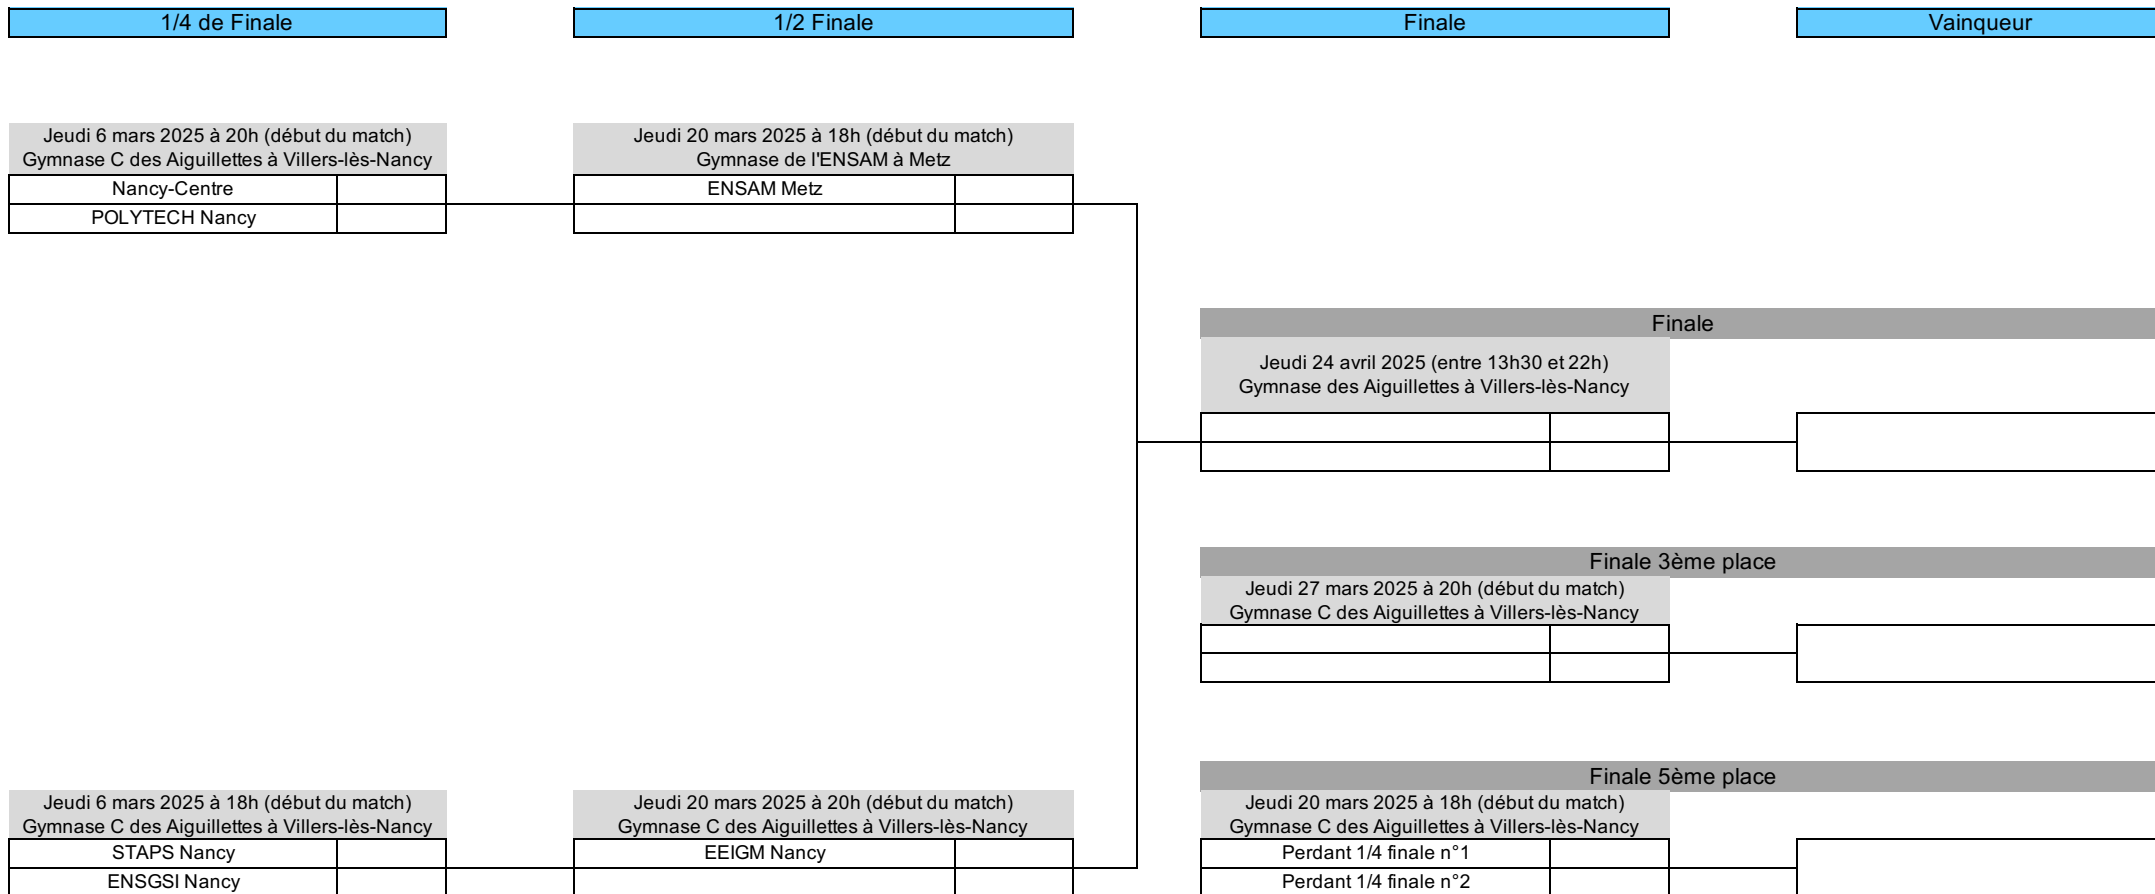 1/4 de Finale
1/2 Finale
Finale
Vainqueur
Jeudi 6 mars 2025 à 20h (début du match)
Gymnase C des Aiguillettes à Villers-lès-Nancy
Nancy-Centre
POLYTECH Nancy
Jeudi 20 mars 2025 à 18h (début du match)
Gymnase de l'ENSAM à Metz
ENSAM Metz
Finale
Jeudi 24 avril 2025 (entre 13h30 et 22h)
Gymnase des Aiguillettes à Villers-lès-Nancy
Finale 3ème place
Jeudi 27 mars 2025 à 20h (début du match)
Gymnase C des Aiguillettes à Villers-lès-Nancy
Jeudi 6 mars 2025 à 18h (début du match)
Gymnase C des Aiguillettes à Villers-lès-Nancy
STAPS Nancy
ENSGSI Nancy
Jeudi 20 mars 2025 à 20h (début du match)
Gymnase C des Aiguillettes à Villers-lès-Nancy
EEIGM Nancy
Finale 5ème place
Jeudi 20 mars 2025 à 18h (début du match)
Gymnase C des Aiguillettes à Villers-lès-Nancy
Perdant 1/4 finale n°1
Perdant 1/4 finale n°2